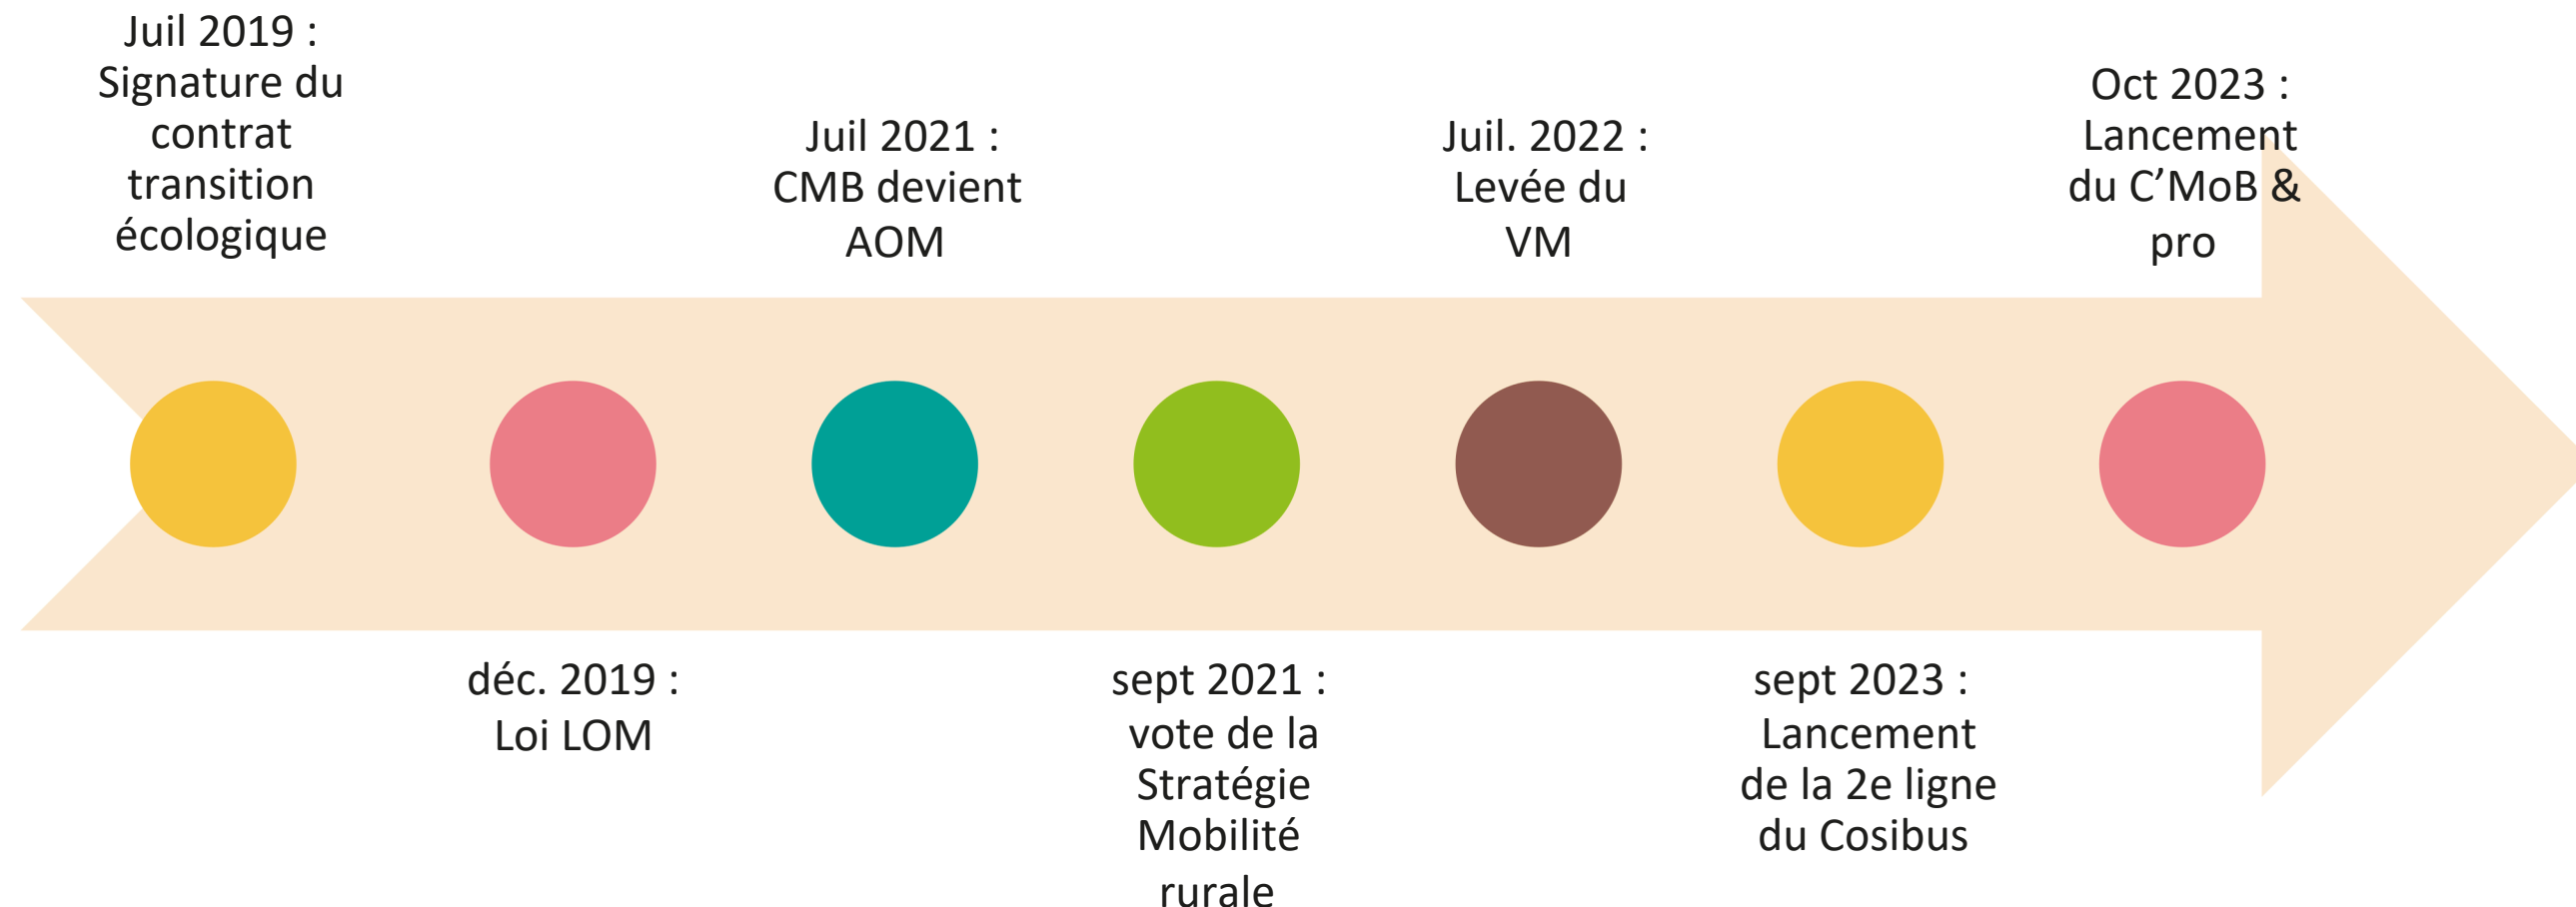 Juil 2019 :
Signature du
contrat
transition
écologique
déc. 2019 :
Loi LOM
Juil 2021 :
CMB devient
AOM
sept 2021 :
vote de la
Stratégie
Mobilité
rurale
Juil. 2022 :
Levée du
VM
sept 2023 :
Lancement
de la 2e ligne
du Cosibus
Oct 2023 :
Lancement
du C’MoB &
pro